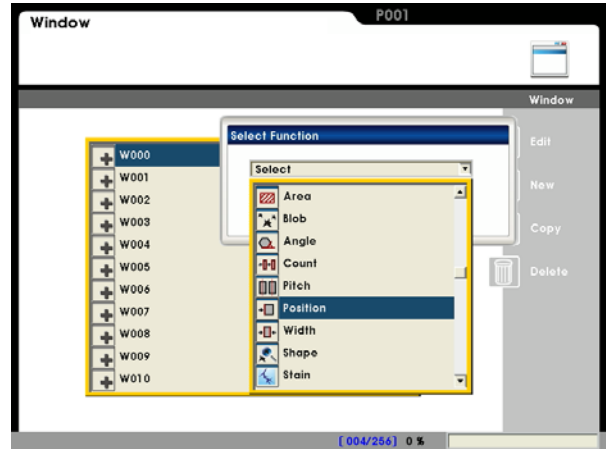 Window
P001
Window
Select Function
Edit
W000
Select
W001
New
W002
Area
W003
Blob
Copy
W004
Angle
W005
Count
Delete
W006
Pitch
W007
Position
W008
Width
W009
Shape
W010
Stain
[004/256] 0 %